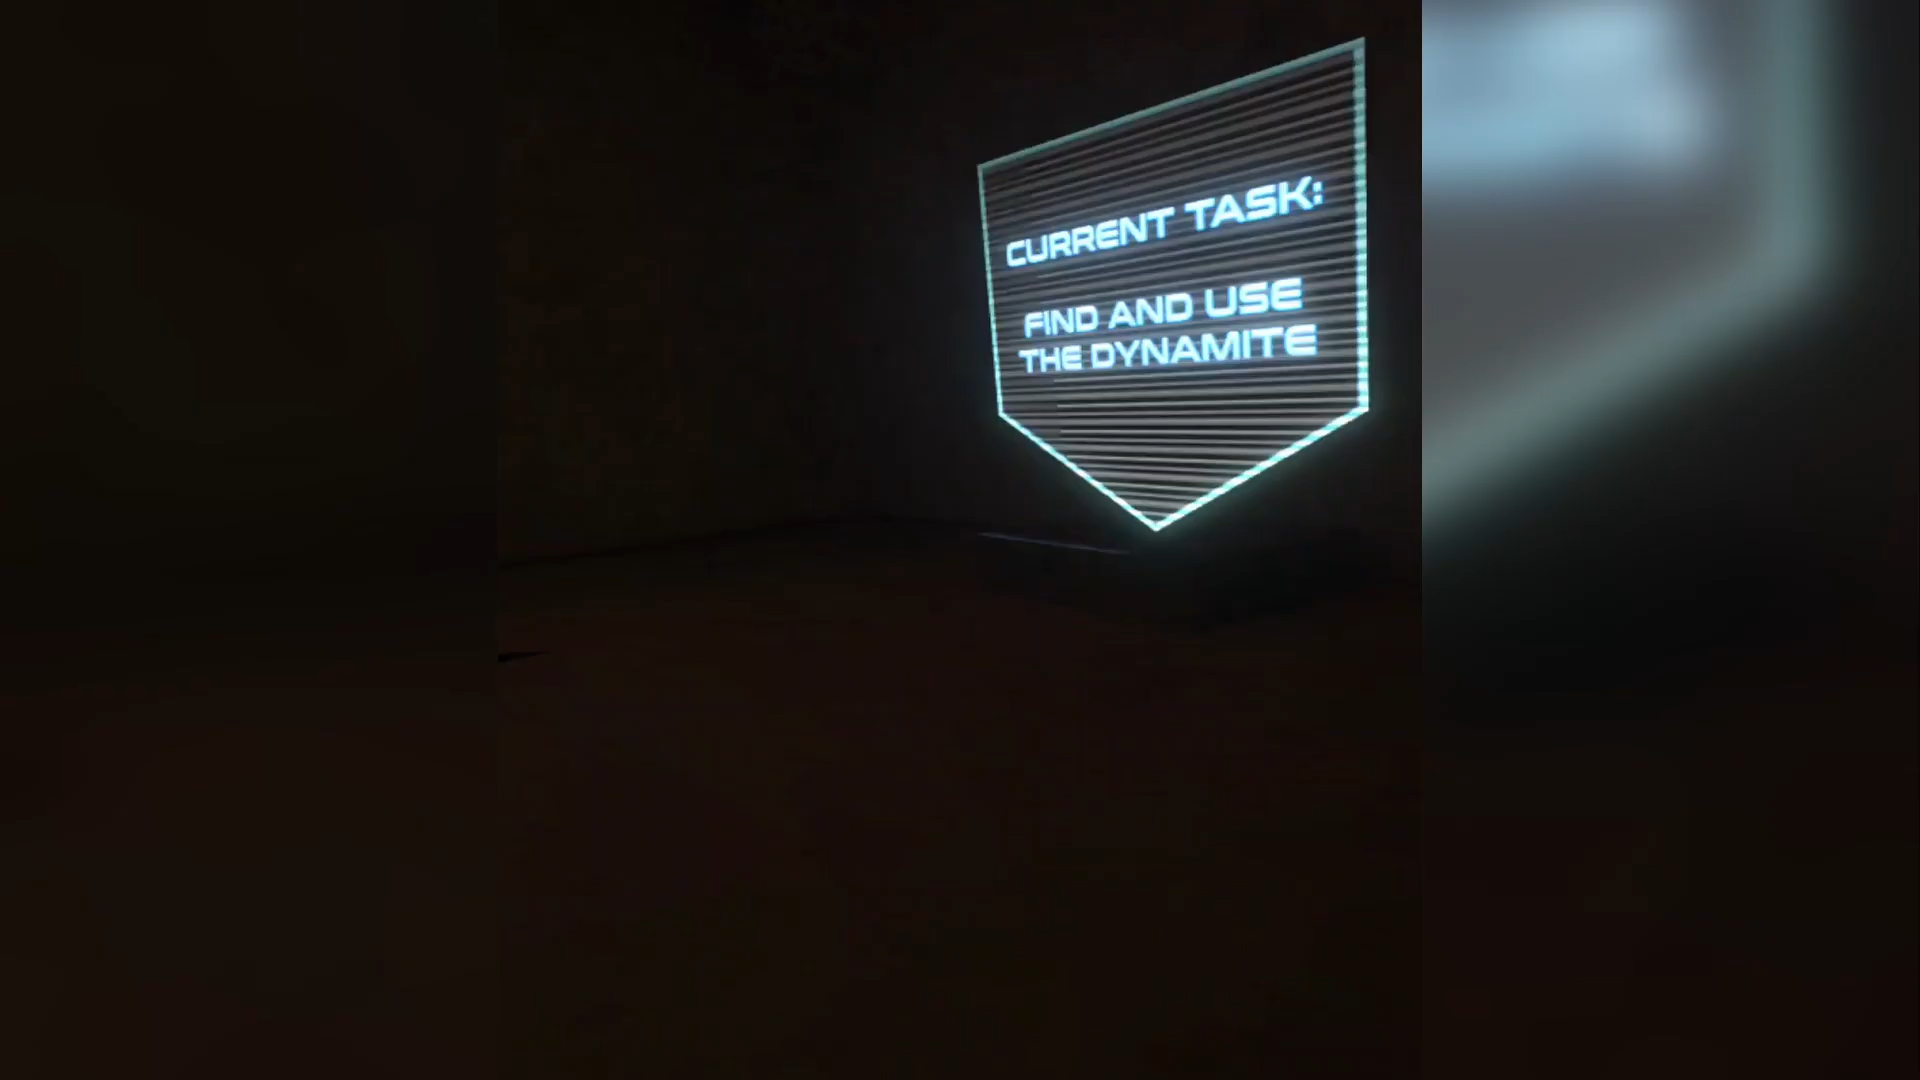 CURRENT TASK:
FIND AND USE
THE DYNAMITE